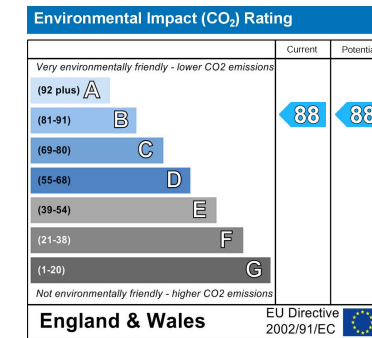 Environmental Impact (CO₂) Rating
Current Potentia
Very environmentally friendly - lower CO2 emissions
(92 plus) A
(81-91) B
88 88
(69-80) C
(55-68) D
(39-54) E
(21-38) F
(1-20) G
Not environmentally friendly - higher CO2 emissions
England & Wales
EU Directive
2002/91/EC